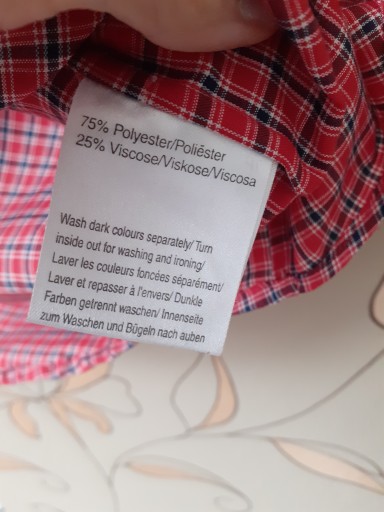 75% Polyester/Poliéster
25% Viscose/Viskose/Viscosa
Wash dark colours separately/ Turn
inside out for washing and ironing/
Laver les couleurs foncées séparément/
Laver et repasser à l'envers/ Dunkle
Farben getrennt waschen/ Innenseite
zum Waschen und Bügeln nach außen